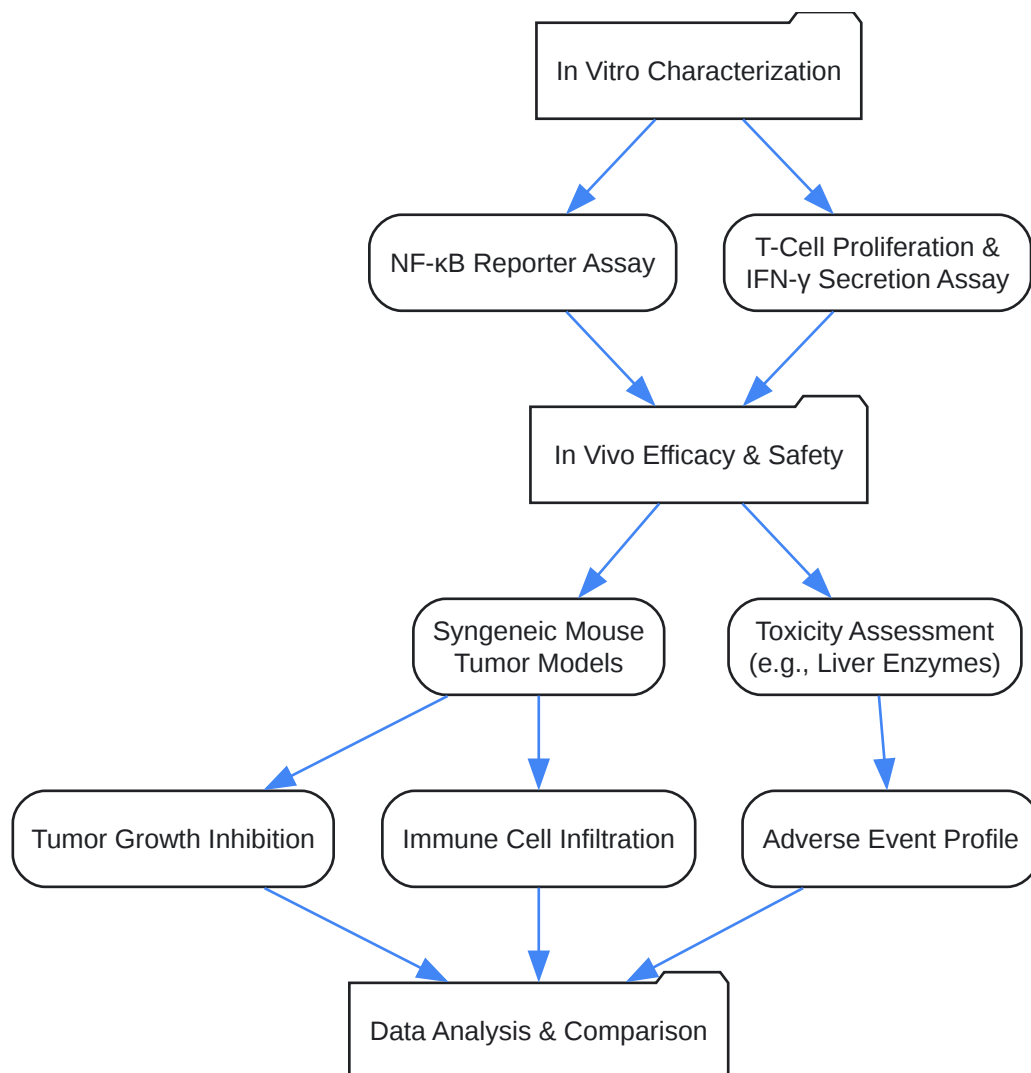 In Vitro Characterization
NF-κB Reporter Assay
T-Cell Proliferation &
IFN-γ Secretion Assay
In Vivo Efficacy & Safety
Syngeneic Mouse
Tumor Models
Toxicity Assessment
(e.g., Liver Enzymes)
Tumor Growth Inhibition
Immune Cell Infiltration
Adverse Event Profile
Data Analysis & Comparison